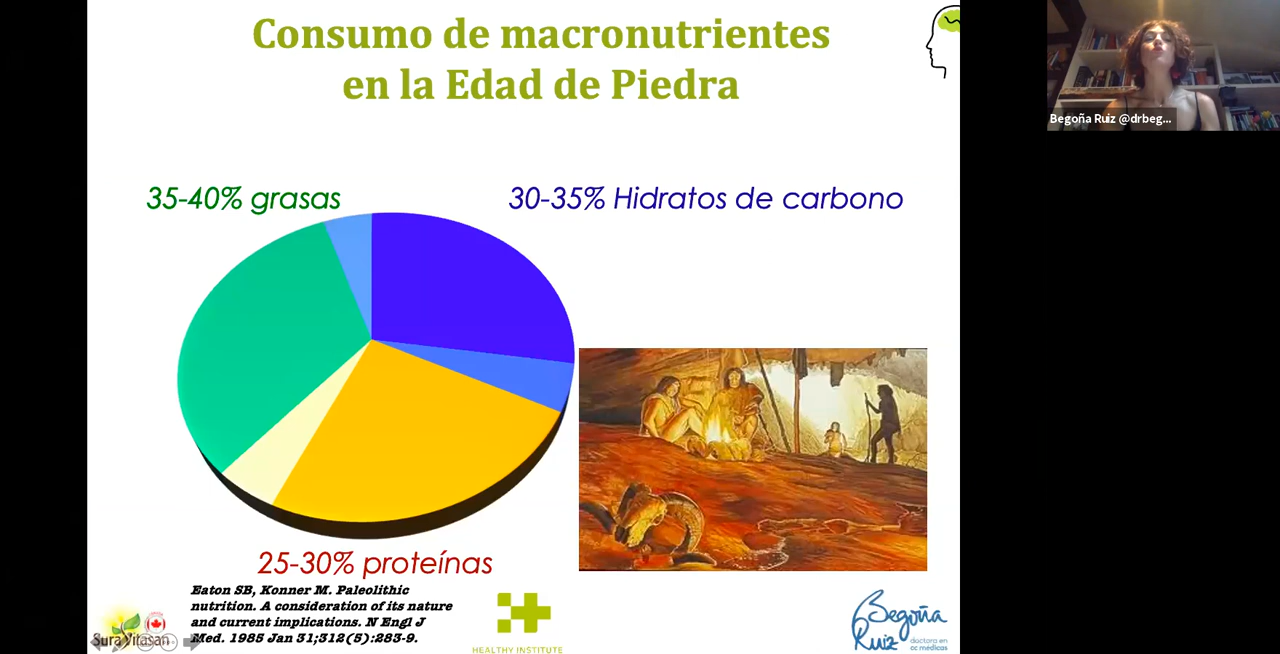 Consumo de macronutrientes
en la Edad de Piedra
Begoña Ruiz @drbeg...
35-40% grasas
30-35% Hidratos de carbono
25-30% proteínas
Eaton SB, Konner M. Paleolithic
nutrition. A consideration of its nature
and current implications. N Engl J
Med. 1985 Jan 31;312(5):283-9.
Sura Vitasan
HEALTHY INSTITUTE
Begoña
Ruiz
doctora en
cc médicas